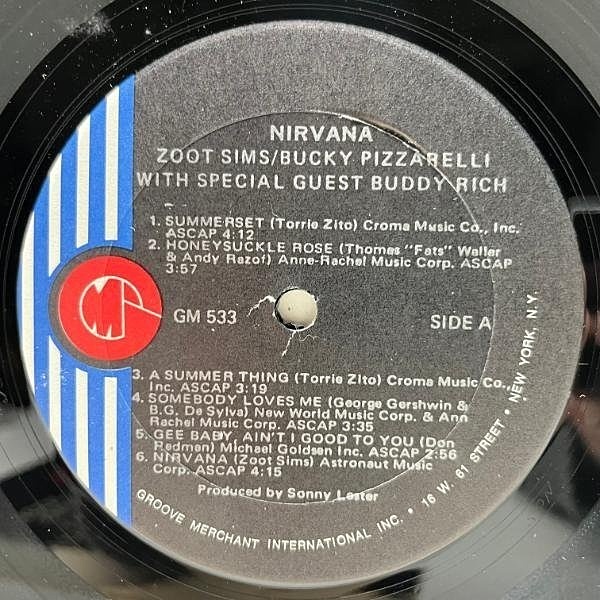 NIRVANA
ZOOT SIMS/BUCKY PIZZARELLI
WITH SPECIAL GUEST BUDDY RICH
1. SUMMERSET (Torrie Zito) Croma Music Co., Inc.
ASCAP 4:12
2. HONEYSUCKLE ROSE (Thomas "Fats" Waller
& Andy Razof) Anne-Rachel Music Corp. ASCAP
3:57
GM 533
SIDE A
3. A SUMMER THING (Torrie Zito) Croma Music Co.,
Inc. ASCAP 3:19
4. SOMEBODY LOVES ME (George Gershwin &
B.G. De Sylva) New World Music Corp. & Ann
Rachel Music Corp. ASCAP 3:35
5. GEE BABY, AIN'T I GOOD TO YOU (Don
Redman) Michael Goldsen Inc. ASCAP 2:56
6. NIRVANA (Zoot Sims) Astronaut Music
Corp. ASCAP 4:15
Produced by Sonny Lester
GROOVE MERCHANT INTERNATIONAL INC. • 16 W. 61 STREET • NEW YORK, N.Y.